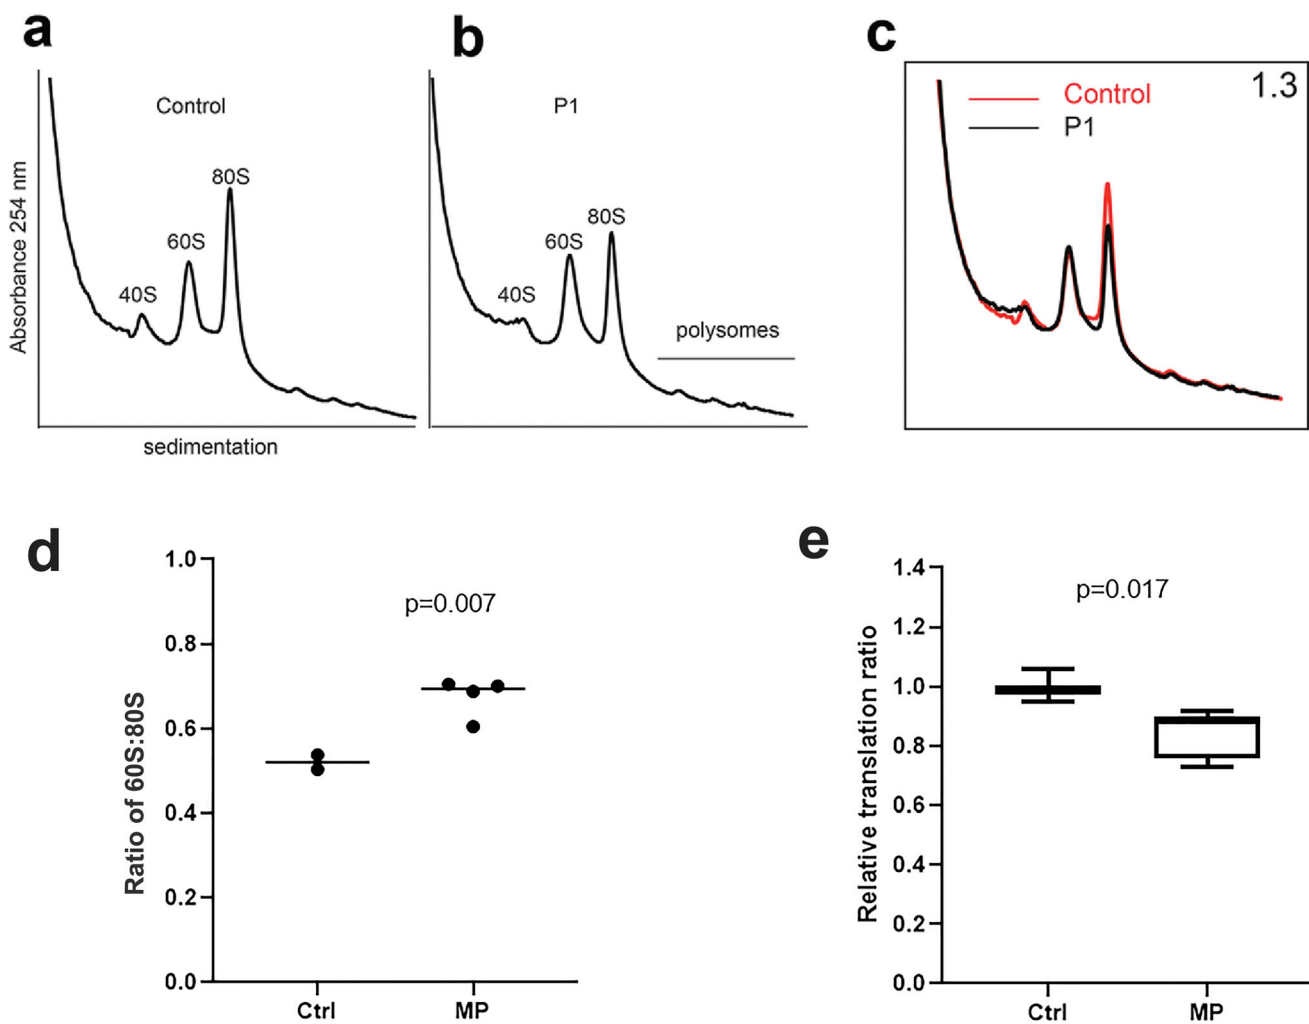 a
Control
80S
60S
40S
Absorbance 254 nm
sedimentation
b
P1
80S
60S
40S
polysomes
c
1.3
Control
P1
d
p=0.007
Ratio of 60S:80S
1.0
0.8
0.6
0.4
0.2
0.0
Ctrl MP
e
p=0.017
Relative translation ratio
1.4
1.2
1.0
0.8
0.6
0.4
0.2
0.0
Ctrl MP